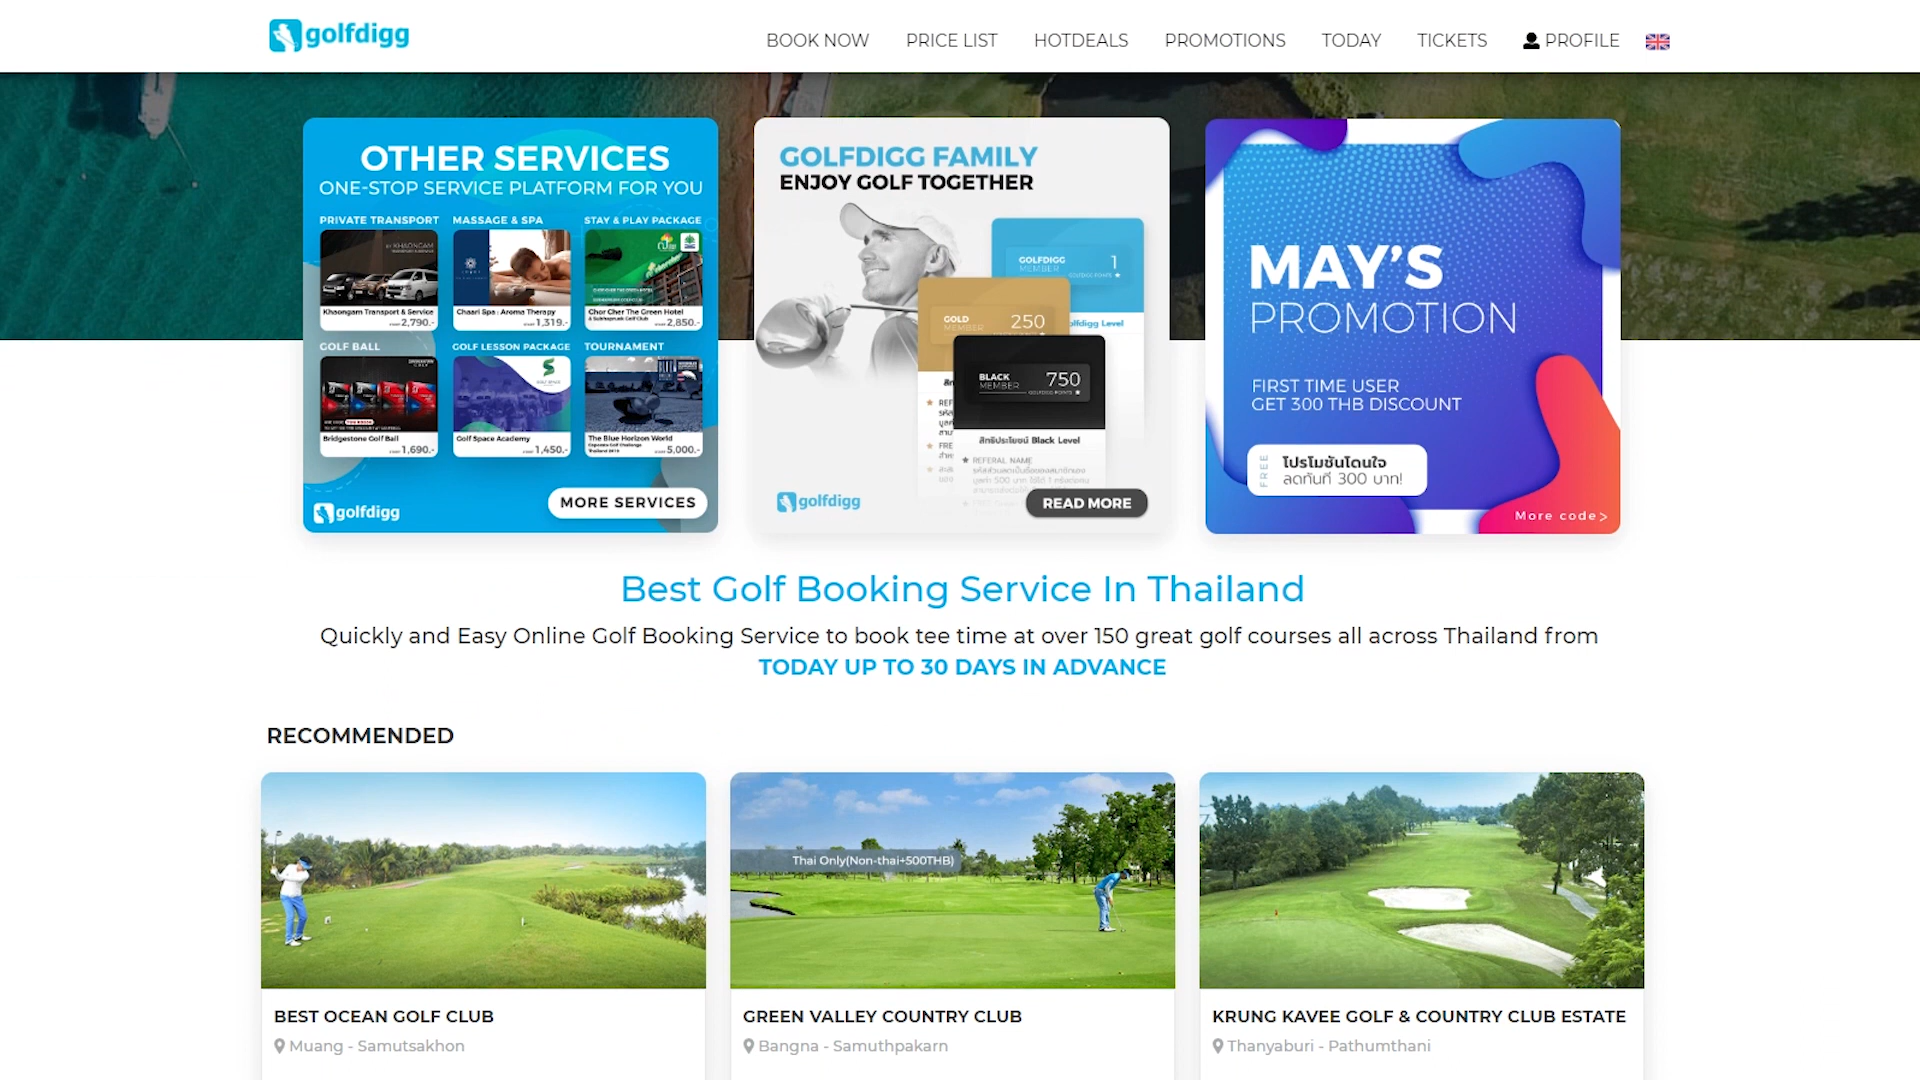 golfdigg
BOOK NOW
PRICE LIST
HOTDEALS
PROMOTIONS
TODAY
TICKETS
PROFILE
OTHER SERVICES
ONE-STOP SERVICE PLATFORM FOR YOU
PRIVATE TRANSPORT
MASSAGE & SPA
STAY & PLAY PACKAGE
Khaongam Transport & Service
2,790.-
Chaari Spa : Aroma Therapy
1,319.-
Chor Cher The Green Hotel
2,850.-
GOLF BALL
GOLF LESSON PACKAGE
TOURNAMENT
Bridgestone Golf Ball
1,690.-
Golf Space Academy
1,450.-
The Blue Horizon World
5,000.-
golfdigg
MORE SERVICES
GOLFDIGG FAMILY
ENJOY GOLF TOGETHER
GOLFDIGG
MEMBER
1
GOLFDIGG POINTS
olfdigg Level
GOLD
MEMBER
250
BLACK
MEMBER
750
GOLFDIGG POINTS
สิทธิประโยชน์ Black Level
REFERAL NAME
golfdigg
READ MORE
MAY'S
PROMOTION
FIRST TIME USER
GET 300 THB DISCOUNT
FREE
โปรโมชันโดนใจ
ลดทันที 300 บาท!
More code>
Best Golf Booking Service In Thailand
Quickly and Easy Online Golf Booking Service to book tee time at over 150 great golf courses all across Thailand from
TODAY UP TO 30 DAYS IN ADVANCE
RECOMMENDED
Thai Only(Non-thai+500THB)
BEST OCEAN GOLF CLUB
Muang - Samutsakhon
GREEN VALLEY COUNTRY CLUB
Bangna - Samuthpakarn
KRUNG KAVEE GOLF & COUNTRY CLUB ESTATE
Thanyaburi - Pathumthani